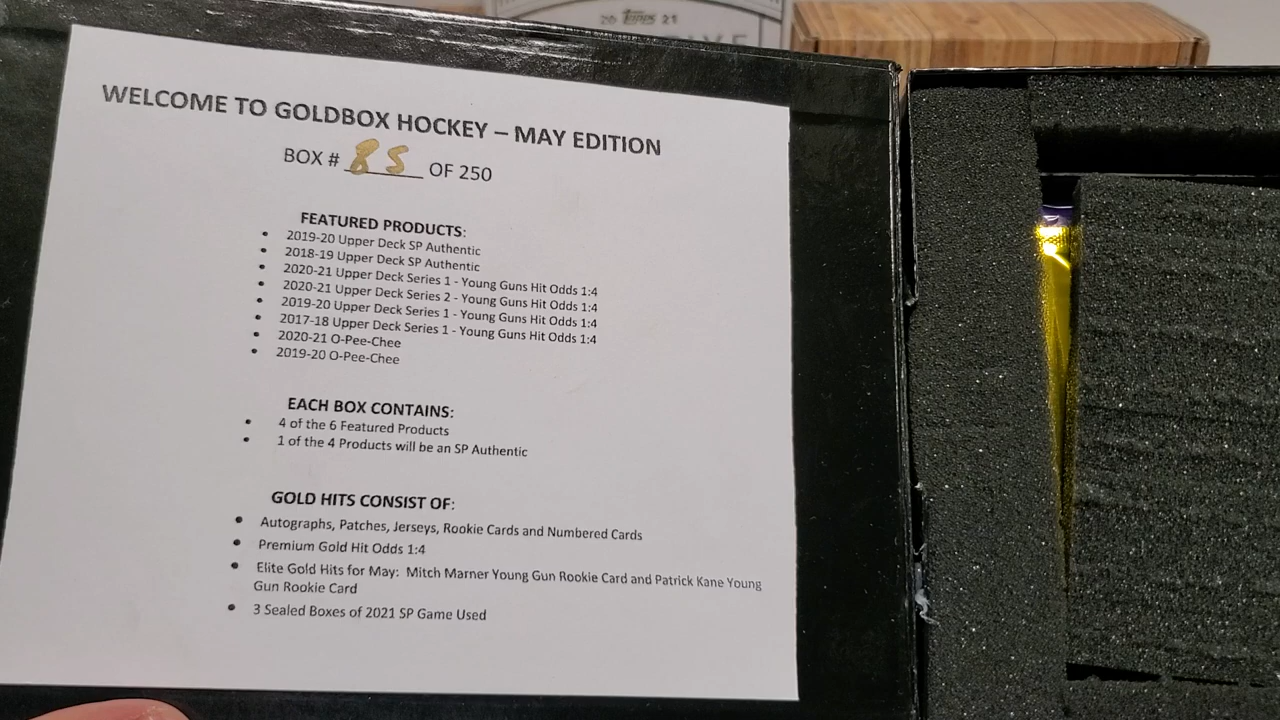 20 Topps 21
WELCOME TO GOLDBOX HOCKEY – MAY EDITION
BOX # 85 OF 250
FEATURED PRODUCTS:
• 2019-20 Upper Deck SP Authentic
• 2018-19 Upper Deck SP Authentic
• 2020-21 Upper Deck Series 1 - Young Guns Hit Odds 1:4
• 2020-21 Upper Deck Series 2 - Young Guns Hit Odds 1:4
• 2019-20 Upper Deck Series 1 - Young Guns Hit Odds 1:4
• 2017-18 Upper Deck Series 1 - Young Guns Hit Odds 1:4
• 2020-21 O-Pee-Chee
• 2019-20 O-Pee-Chee
EACH BOX CONTAINS:
• 4 of the 6 Featured Products
• 1 of the 4 Products will be an SP Authentic
GOLD HITS CONSIST OF:
• Autographs, Patches, Jerseys, Rookie Cards and Numbered Cards
• Premium Gold Hit Odds 1:4
• Elite Gold Hits for May: Mitch Marner Young Gun Rookie Card and Patrick Kane Young
Gun Rookie Card
• 3 Sealed Boxes of 2021 SP Game Used